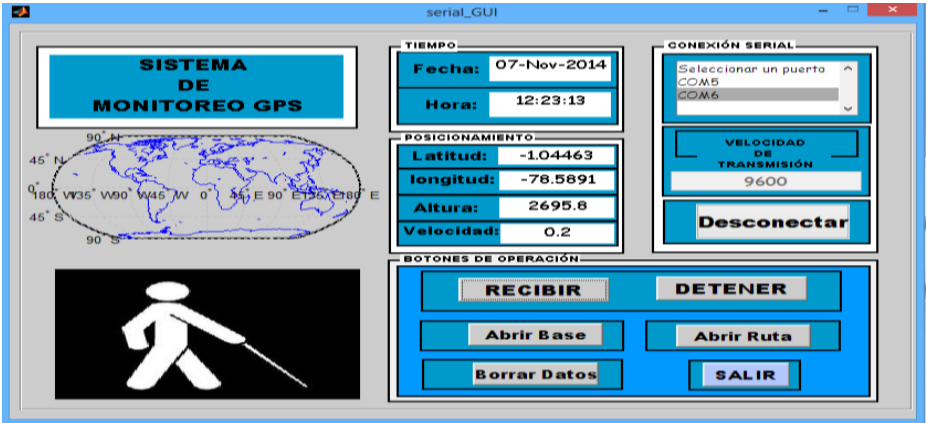 serial_GUI
SISTEMA
DE
MONITOREO GPS
TIEMPO
Fecha: 07-Nov-2014
Hora: 12:23:13
CONEXIÓN SERIAL
Seleccionar un puerto
COM5
COM6
VELOCIDAD
DE
TRANSMISIÓN
9600
Desconectar
POSICIONAMIENTO
Latitud: -1.04463
longitud: -78.5891
Altura: 2695.8
Velocidad: 0.2
90° N
45° N
0°
180° W 135° W 90° W 45° W 0° 45° E 90° E 135° E 180° E
45° S
90° S
BOTONES DE OPERACIÓN
RECIBIR DETENER
Abrir Base Abrir Ruta
Borrar Datos SALIR